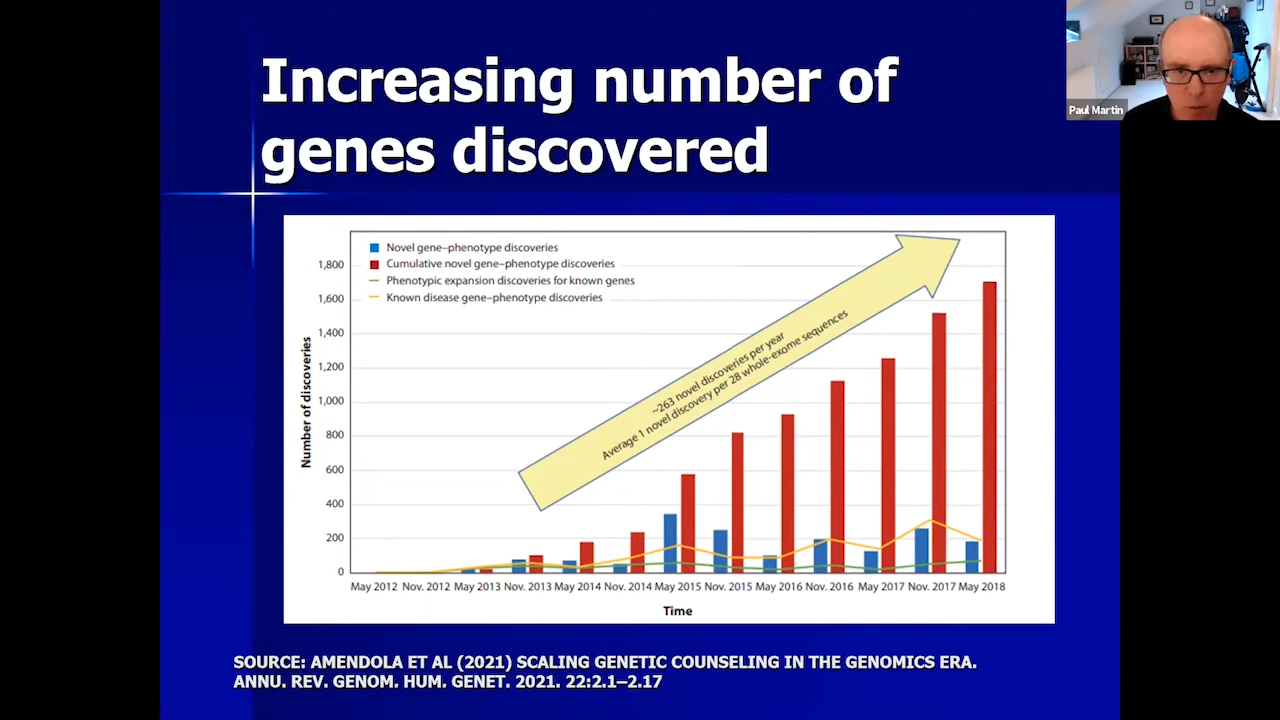 Increasing number of
genes discovered
Paul Martin
Novel gene–phenotype discoveries
Cumulative novel gene–phenotype discoveries
Phenotypic expansion discoveries for known genes
Known disease gene–phenotype discoveries
~263 novel discoveries per year
Average 1 novel discovery per 28 whole-exome sequences
Number of discoveries
1,800
1,600
1,400
1,200
1,000
800
600
400
200
0
May 2012 Nov. 2012 May 2013 Nov. 2013 May 2014 Nov. 2014 May 2015 Nov. 2015 May 2016 Nov. 2016 May 2017 Nov. 2017 May 2018
Time
SOURCE: AMENDOLA ET AL (2021) SCALING GENETIC COUNSELING IN THE GENOMICS ERA.
ANNU. REV. GENOM. HUM. GENET. 2021. 22:2.1–2.17